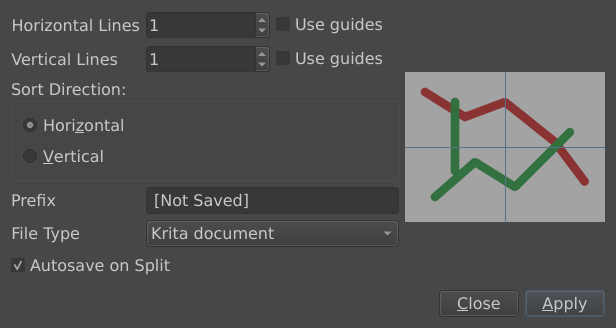 Horizontal Lines 1 Use guides
Vertical Lines 1 Use guides
Sort Direction:
Horizontal
Vertical
Prefix [Not Saved]
File Type Krita document
Autosave on Split
Close Apply